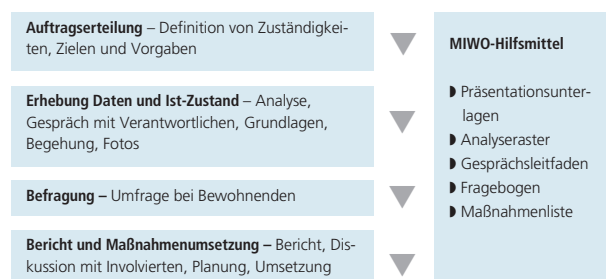 Auftragserteilung – Definition von Zuständigkei-
ten, Zielen und Vorgaben
Erhebung Daten und Ist-Zustand – Analyse,
Gespräch mit Verantwortlichen, Grundlagen,
Begehung, Fotos
Befragung – Umfrage bei Bewohnenden
Bericht und Maßnahmenumsetzung – Bericht, Dis-
kussion mit Involvierten, Planung, Umsetzung
MIWO-Hilfsmittel
Präsentationsunter-
lagen
Analyseraster
Gesprächsleitfaden
Fragebogen
Maßnahmenliste